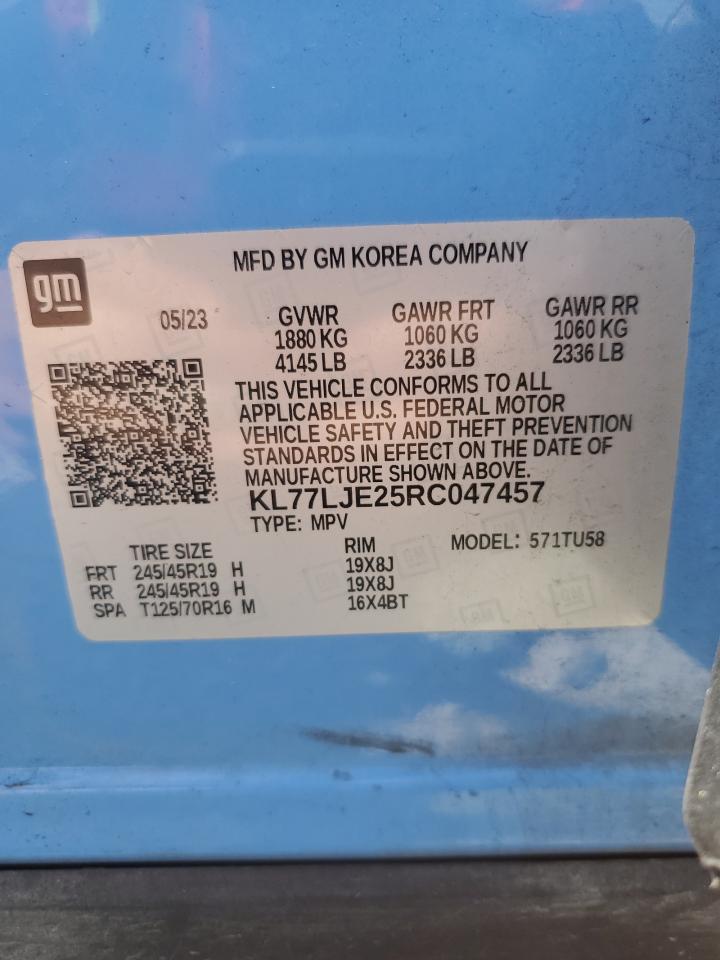 MFD BY GM KOREA COMPANY
gm
05/23 GVWR GAWR FRT GAWR RR
1880 KG 1060 KG 1060 KG
4145 LB 2336 LB 2336 LB
THIS VEHICLE CONFORMS TO ALL
APPLICABLE U.S. FEDERAL MOTOR
VEHICLE SAFETY AND THEFT PREVENTION
STANDARDS IN EFFECT ON THE DATE OF
MANUFACTURE SHOWN ABOVE.
KL77LJE25RC047457
TYPE: MPV MODEL: 571TU58
TIRE SIZE RIM
FRT 245/45R19 H 19X8J
RR 245/45R19 H 19X8J
SPA T125/70R16 M 16X4BT